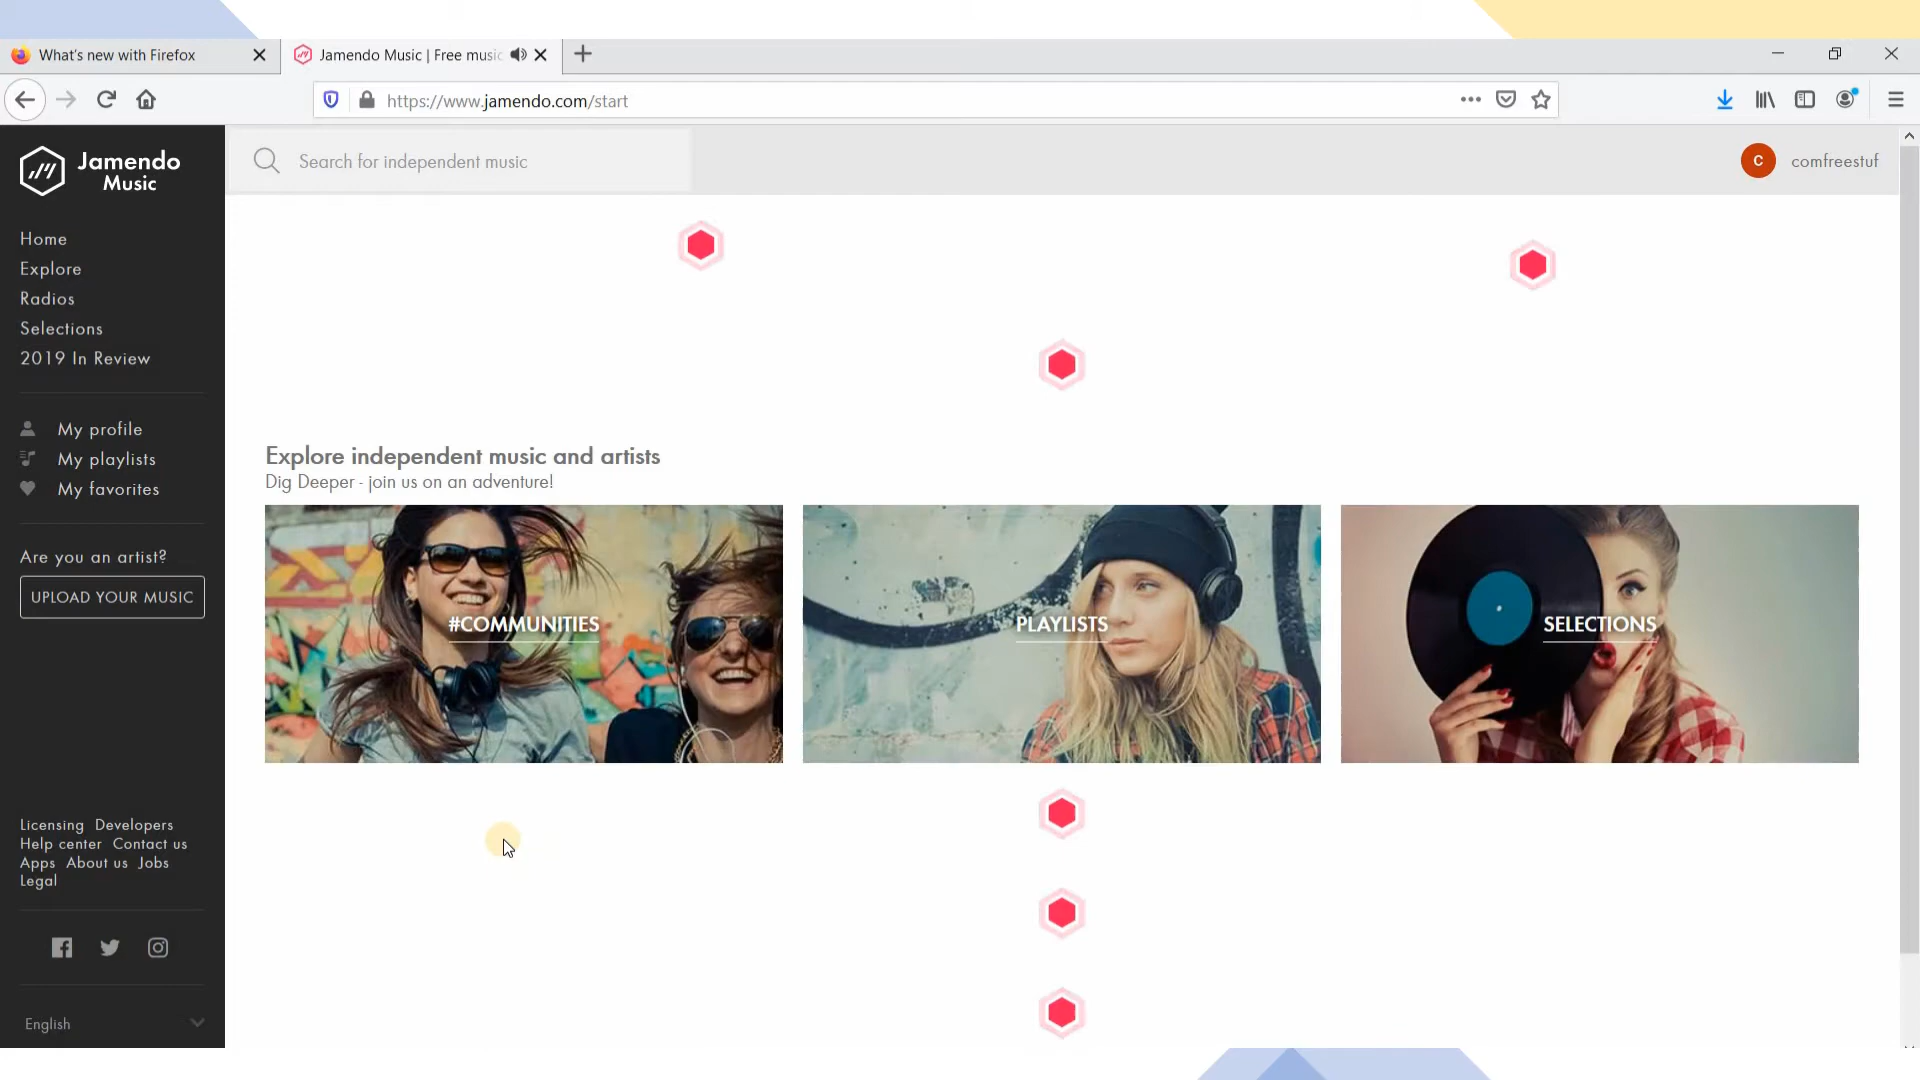 What's new with Firefox
Jamendo Music | Free music
https://www.jamendo.com/start
Jamendo
Music
Search for independent music
C
comfreestuf
Home
Explore
Radios
Selections
2019 In Review
My profile
My playlists
My favorites
Are you an artist?
UPLOAD YOUR MUSIC
Explore independent music and artists
Dig Deeper - join us on an adventure!
#COMMUNITIES
PLAYLISTS
SELECTIONS
Licensing Developers
Help center Contact us
Apps About us Jobs
Legal
English